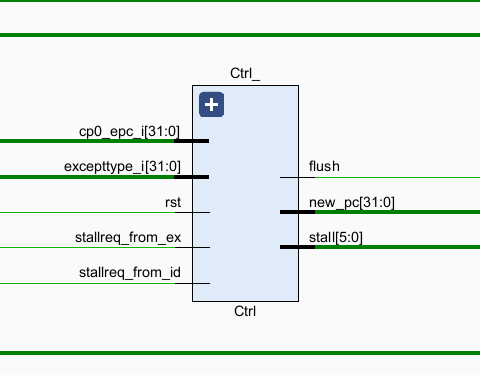 Ctrl_
cp0_epc_i[31:0]
excepttype_i[31:0]
rst
stallreq_from_ex
stallreq_from_id
flush
new_pc[31:0]
stall[5:0]
Ctrl